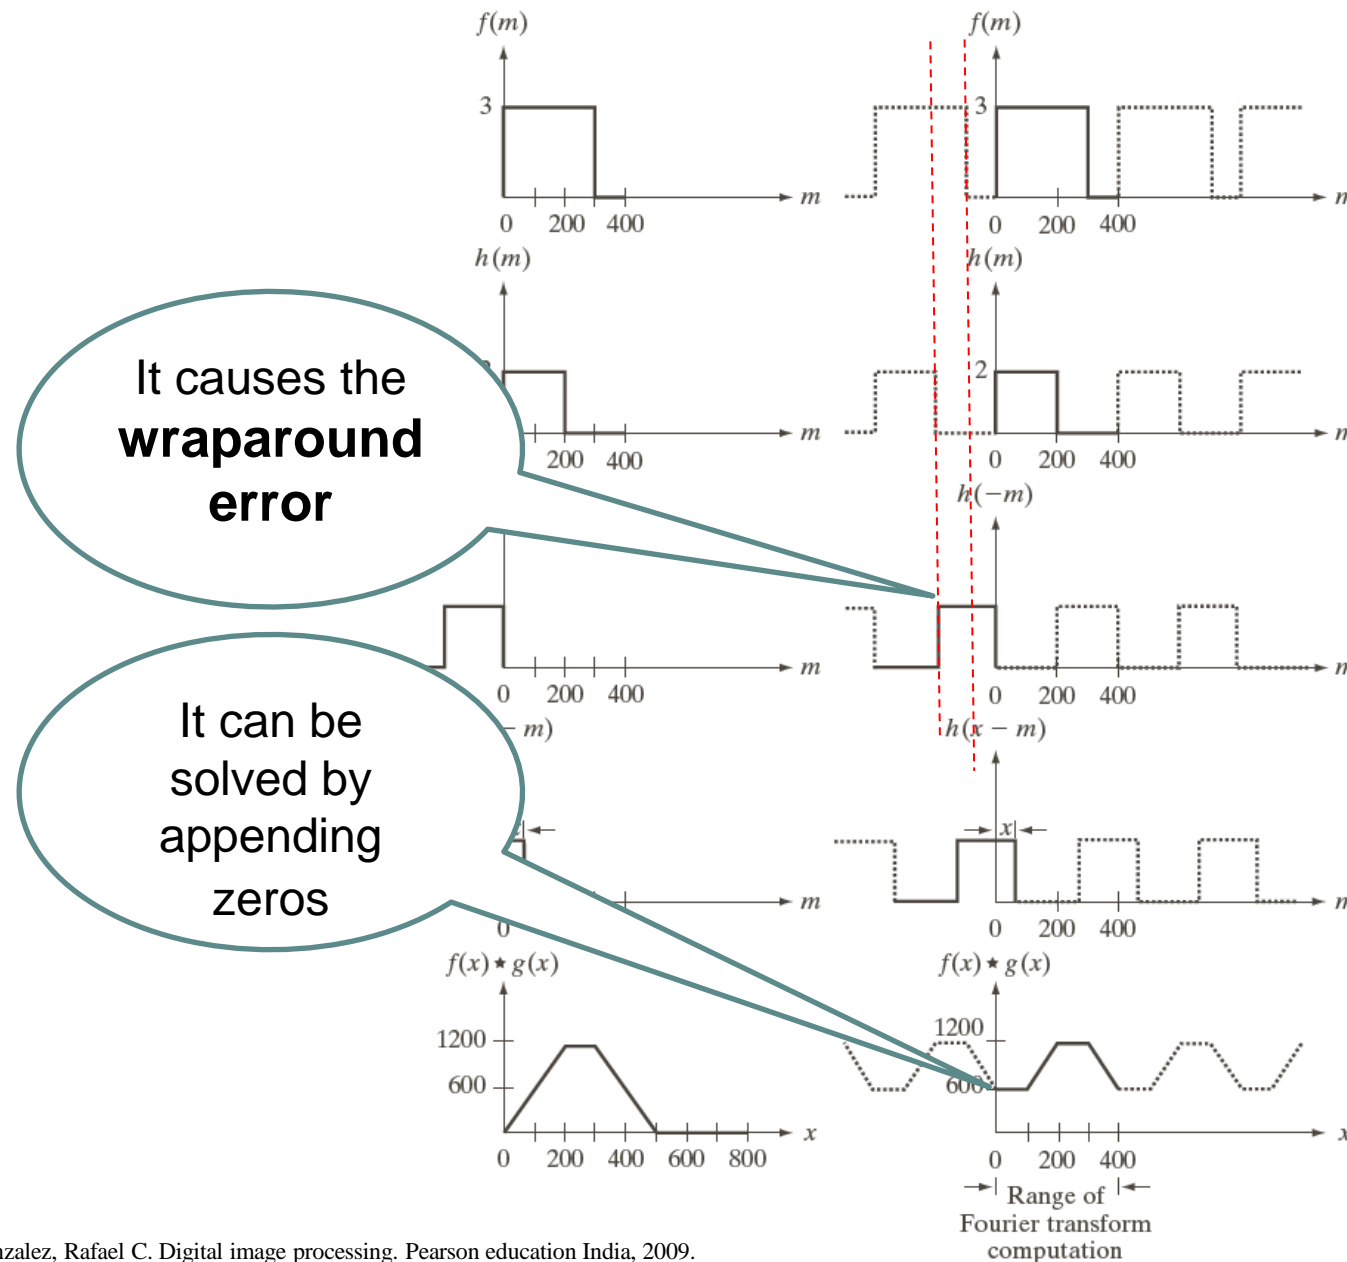 f(m)
3
m
0 200 400
f(m)
3
0 200 400
h(m)
m
200 400
h(m)
2
0 200 400
It causes the
wraparound
error
m
0 200 400
h(−m)
0 200 400
It can be
solved by
appending
zeros
− m)
m
0
h(x − m)
x
0 200 400
f(x) ★ g(x)
1200
600
x
0 200 400 600 800
f(x) ★ g(x)
1200
600
0 200 400
Range of
Fourier transform
computation
nzalez, Rafael C. Digital image processing. Pearson education India, 2009.